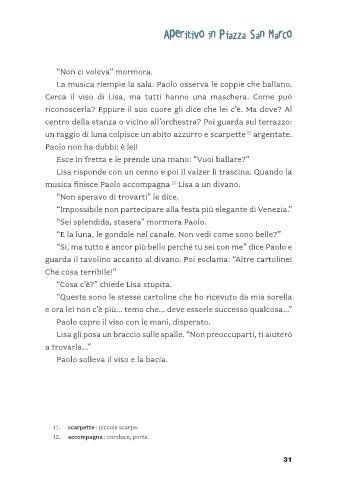 Aperitivo in Piazza San Marco
“Non ci voleva” mormora.
La musica riempie la sala. Paolo osserva le coppie che ballano.
Cerca il viso di Lisa, ma tutti hanno una maschera. Come può
riconoscerla? Eppure il suo cuore gli dice che lei c’è. Ma dove? Al
centro della stanza o vicino all’orchestra? Poi guarda sul terrazzo:
un raggio di luna colpisce un abito azzurro e scarpette11 argentate.
Paolo non ha dubbi: è lei!
Esce in fretta e le prende una mano: “Vuoi ballare?”
Lisa risponde con un cenno e poi il valzer li trascina. Quando la
musica finisce Paolo accompagna12 Lisa a un divano.
“Non speravo di trovarti” le dice.
“Impossibile non partecipare alla festa più elegante di Venezia.”
“Sei splendida, stasera” mormora Paolo.
“E la luna, le gondole nel canale. Non vedi come sono belle?”
“Sì, ma tutto è ancor più bello perché tu sei con me” dice Paolo e
guarda il tavolino accanto al divano. Poi esclama: “Altre cartoline!
Che cosa terribile!”
“Cosa c’è?” chiede Lisa stupita.
“Queste sono le stesse cartoline che ho ricevuto da mia sorella
e ora lei non c’è più... temo che... deve esserle successo qualcosa...”
Paolo copre il viso con le mani, disperato.
Lisa gli posa un braccio sulle spalle. “Non preoccuparti, ti aiuterò
a trovarla...”
Paolo solleva il viso e la bacia.
11. scarpette : piccole scarpe.
12. accompagna : conduce, porta.
31